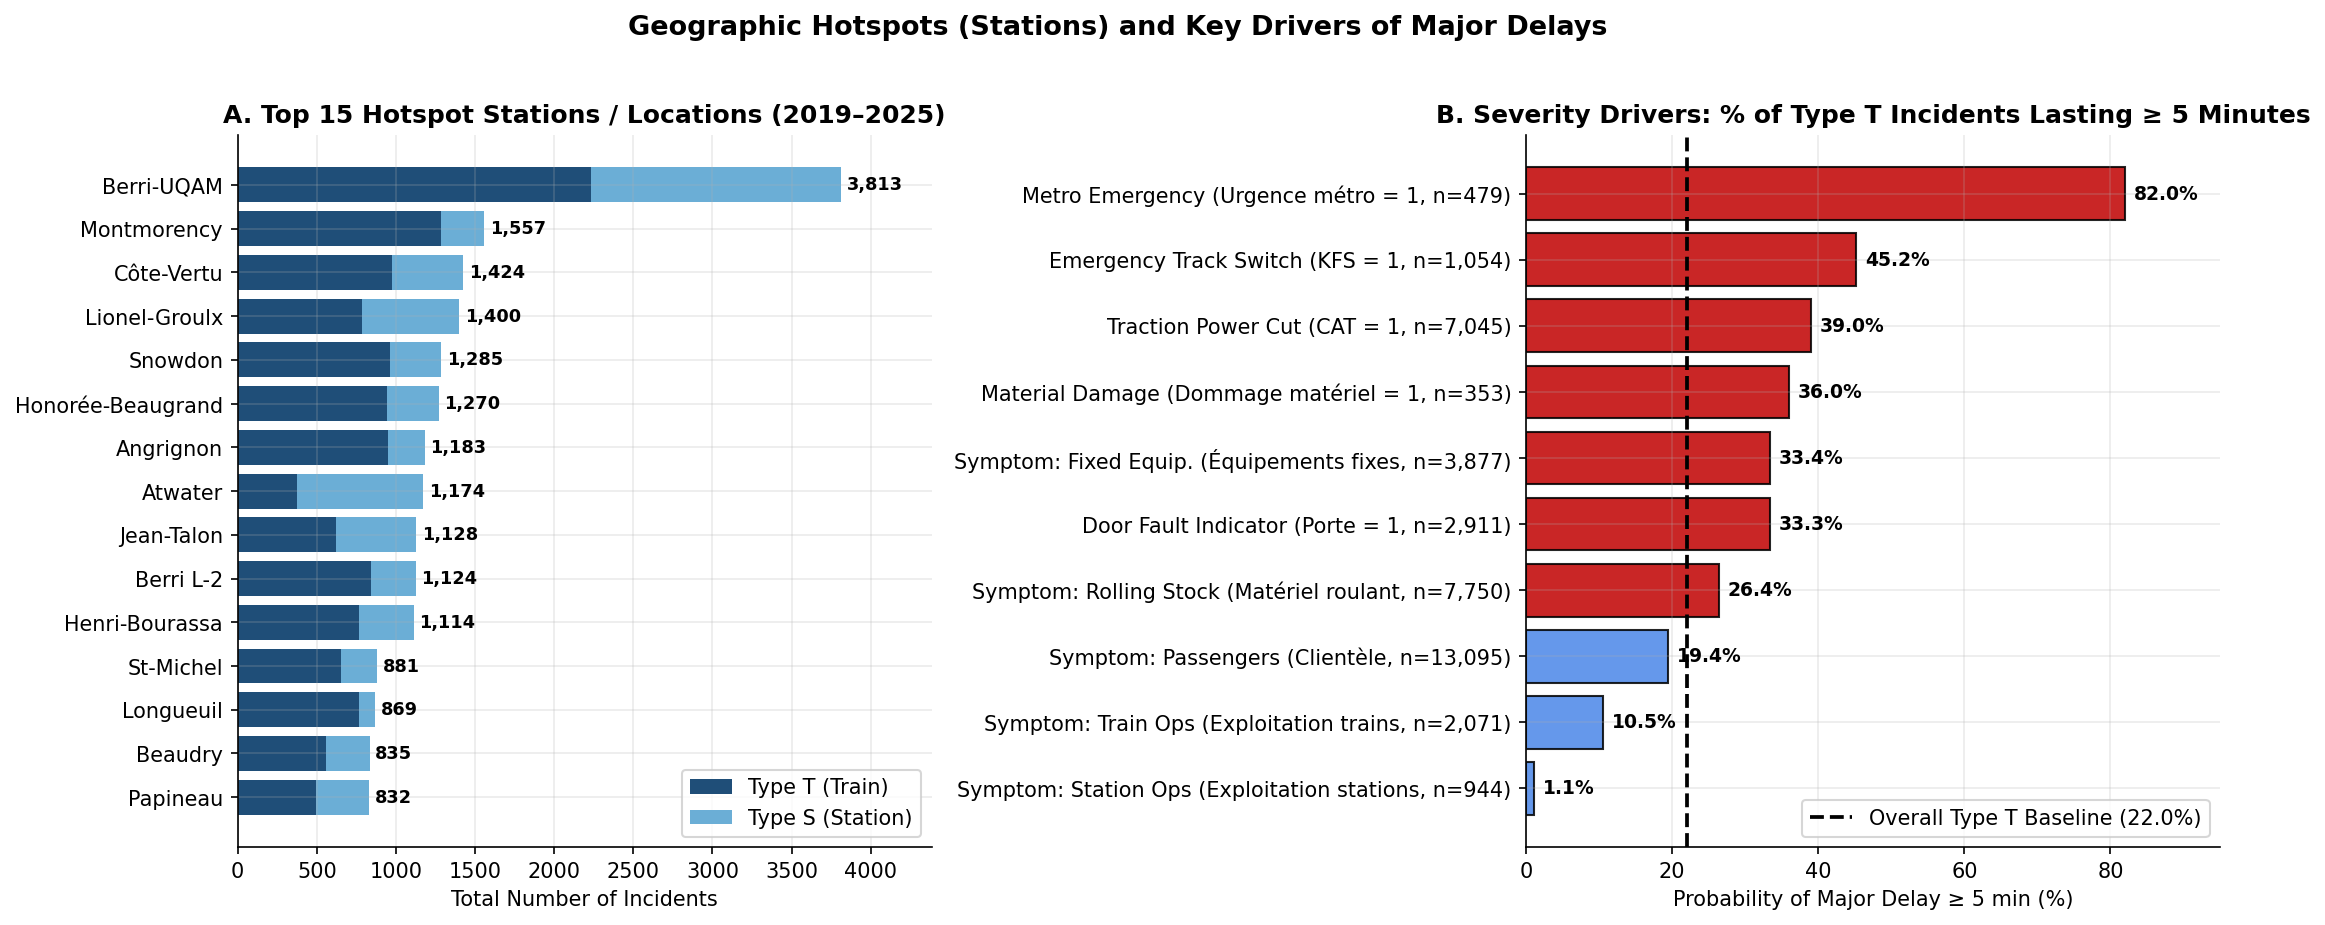 Geographic Hotspots (Stations) and Key Drivers of Major Delays
A. Top 15 Hotspot Stations / Locations (2019–2025)
Berri-UQAM 3,813
Montmorency 1,557
Côte-Vertu 1,424
Lionel-Groulx 1,400
Snowdon 1,285
Honorée-Beaugrand 1,270
Angrignon 1,183
Atwater 1,174
Jean-Talon 1,128
Berri L-2 1,124
Henri-Bourassa 1,114
St-Michel 881
Longueuil 869
Beaudry 835
Papineau 832
Type T (Train)
Type S (Station)
0 500 1000 1500 2000 2500 3000 3500 4000
Total Number of Incidents
B. Severity Drivers: % of Type T Incidents Lasting ≥ 5 Minutes
Metro Emergency (Urgence métro = 1, n=479) 82.0%
Emergency Track Switch (KFS = 1, n=1,054) 45.2%
Traction Power Cut (CAT = 1, n=7,045) 39.0%
Material Damage (Dommage matériel = 1, n=353) 36.0%
Symptom: Fixed Equip. (Équipements fixes, n=3,877) 33.4%
Door Fault Indicator (Porte = 1, n=2,911) 33.3%
Symptom: Rolling Stock (Matériel roulant, n=7,750) 26.4%
Symptom: Passengers (Clientèle, n=13,095) 19.4%
Symptom: Train Ops (Exploitation trains, n=2,071) 10.5%
Symptom: Station Ops (Exploitation stations, n=944) 1.1%
Overall Type T Baseline (22.0%)
0 20 40 60 80
Probability of Major Delay ≥ 5 min (%)